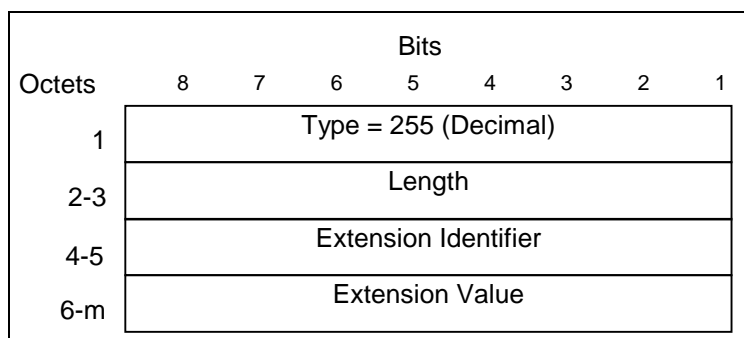 Bits
Octets 8 7 6 5 4 3 2 1
1 Type = 255 (Decimal)
2-3 Length
4-5 Extension Identifier
6-m Extension Value